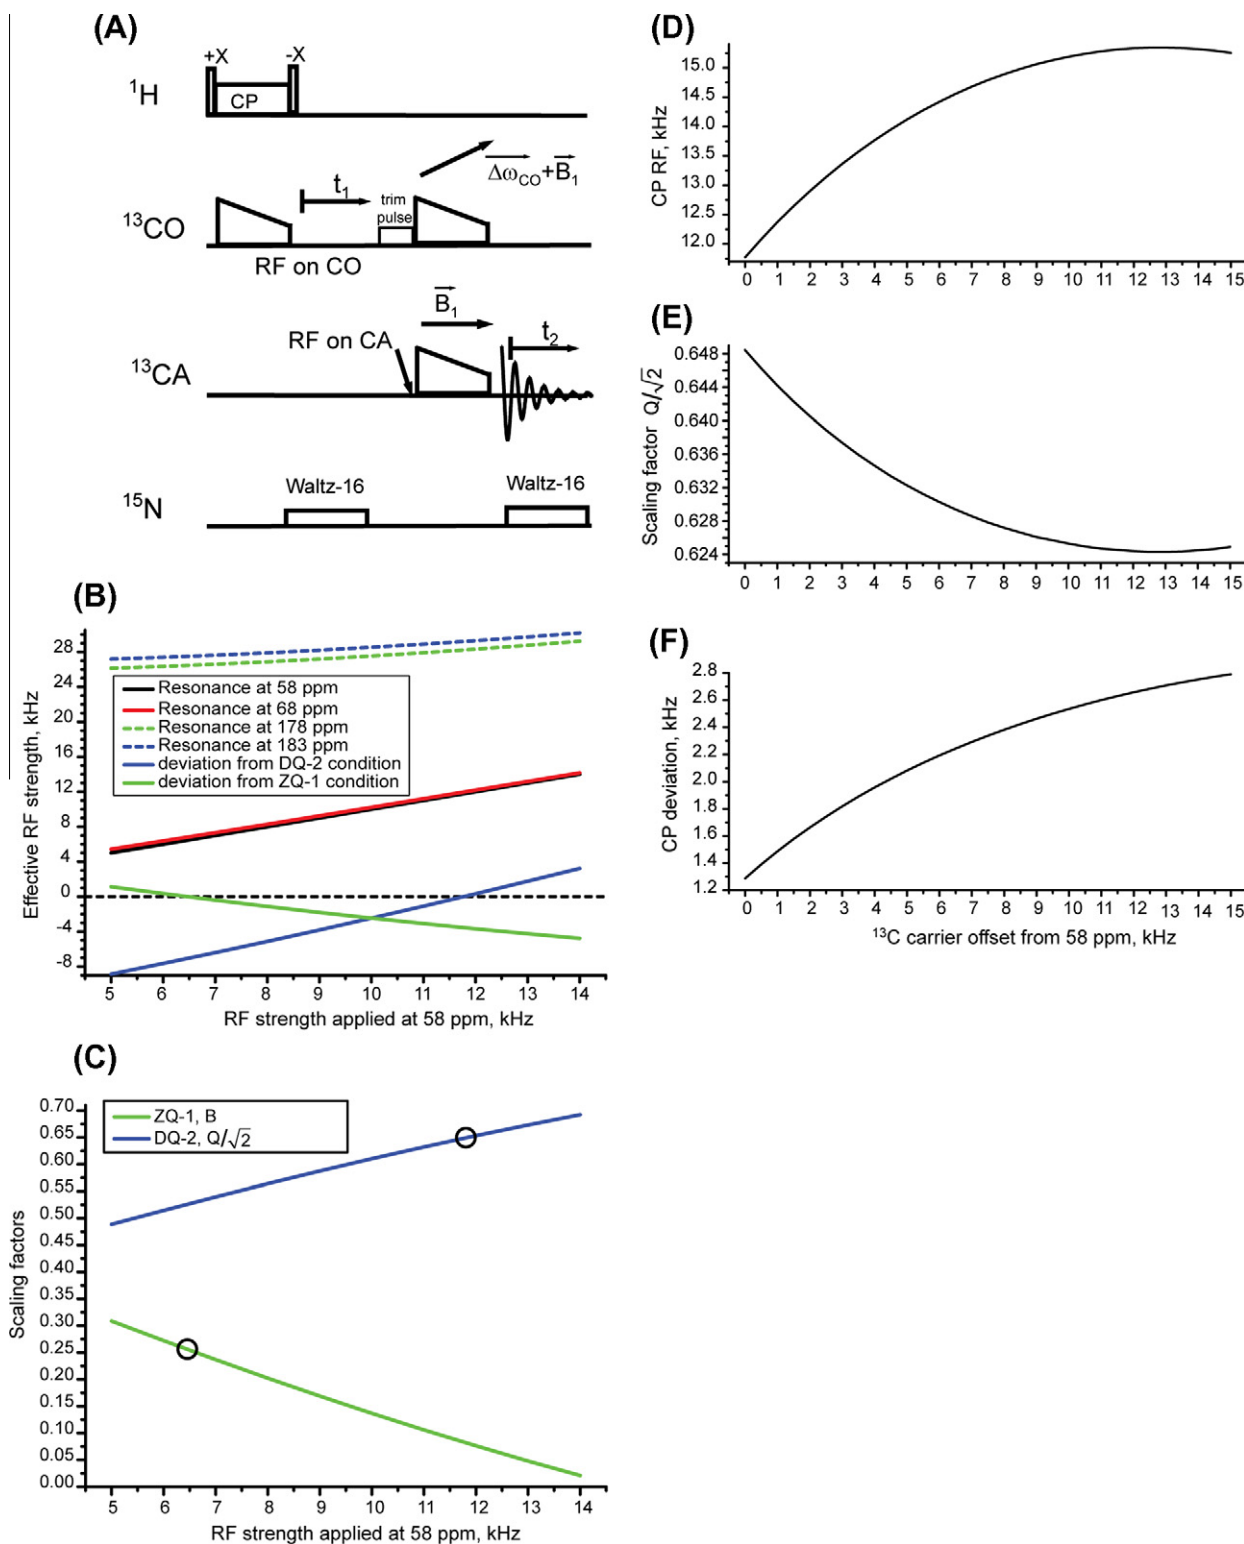 (A)
+X -X
¹H
CP
Δω_CO+B₁
t₁
trim
pulse
¹³CO
RF on CO
B₁
RF on CA
t₂
¹³CA
Waltz-16 Waltz-16
¹⁵N
(B)
Effective RF strength, kHz
28
24
20
16
12
8
4
0
-4
-8
Resonance at 58 ppm
Resonance at 68 ppm
Resonance at 178 ppm
Resonance at 183 ppm
deviation from DQ-2 condition
deviation from ZQ-1 condition
5 6 7 8 9 10 11 12 13 14
RF strength applied at 58 ppm, kHz
(C)
Scaling factors
0.70
0.65
0.60
0.55
0.50
0.45
0.40
0.35
0.30
0.25
0.20
0.15
0.10
0.05
0.00
ZQ-1, B
DQ-2, Q/√2
5 6 7 8 9 10 11 12 13 14
RF strength applied at 58 ppm, kHz
(D)
CP RF, kHz
15.0
14.5
14.0
13.5
13.0
12.5
12.0
0 1 2 3 4 5 6 7 8 9 10 11 12 13 14 15
(E)
Scaling factor Q/√2
0.648
0.644
0.640
0.636
0.632
0.628
0.624
0 1 2 3 4 5 6 7 8 9 10 11 12 13 14 15
(F)
CP deviation, kHz
2.8
2.6
2.4
2.2
2.0
1.8
1.6
1.4
1.2
0 1 2 3 4 5 6 7 8 9 10 11 12 13 14 15
¹³C carrier offset from 58 ppm, kHz